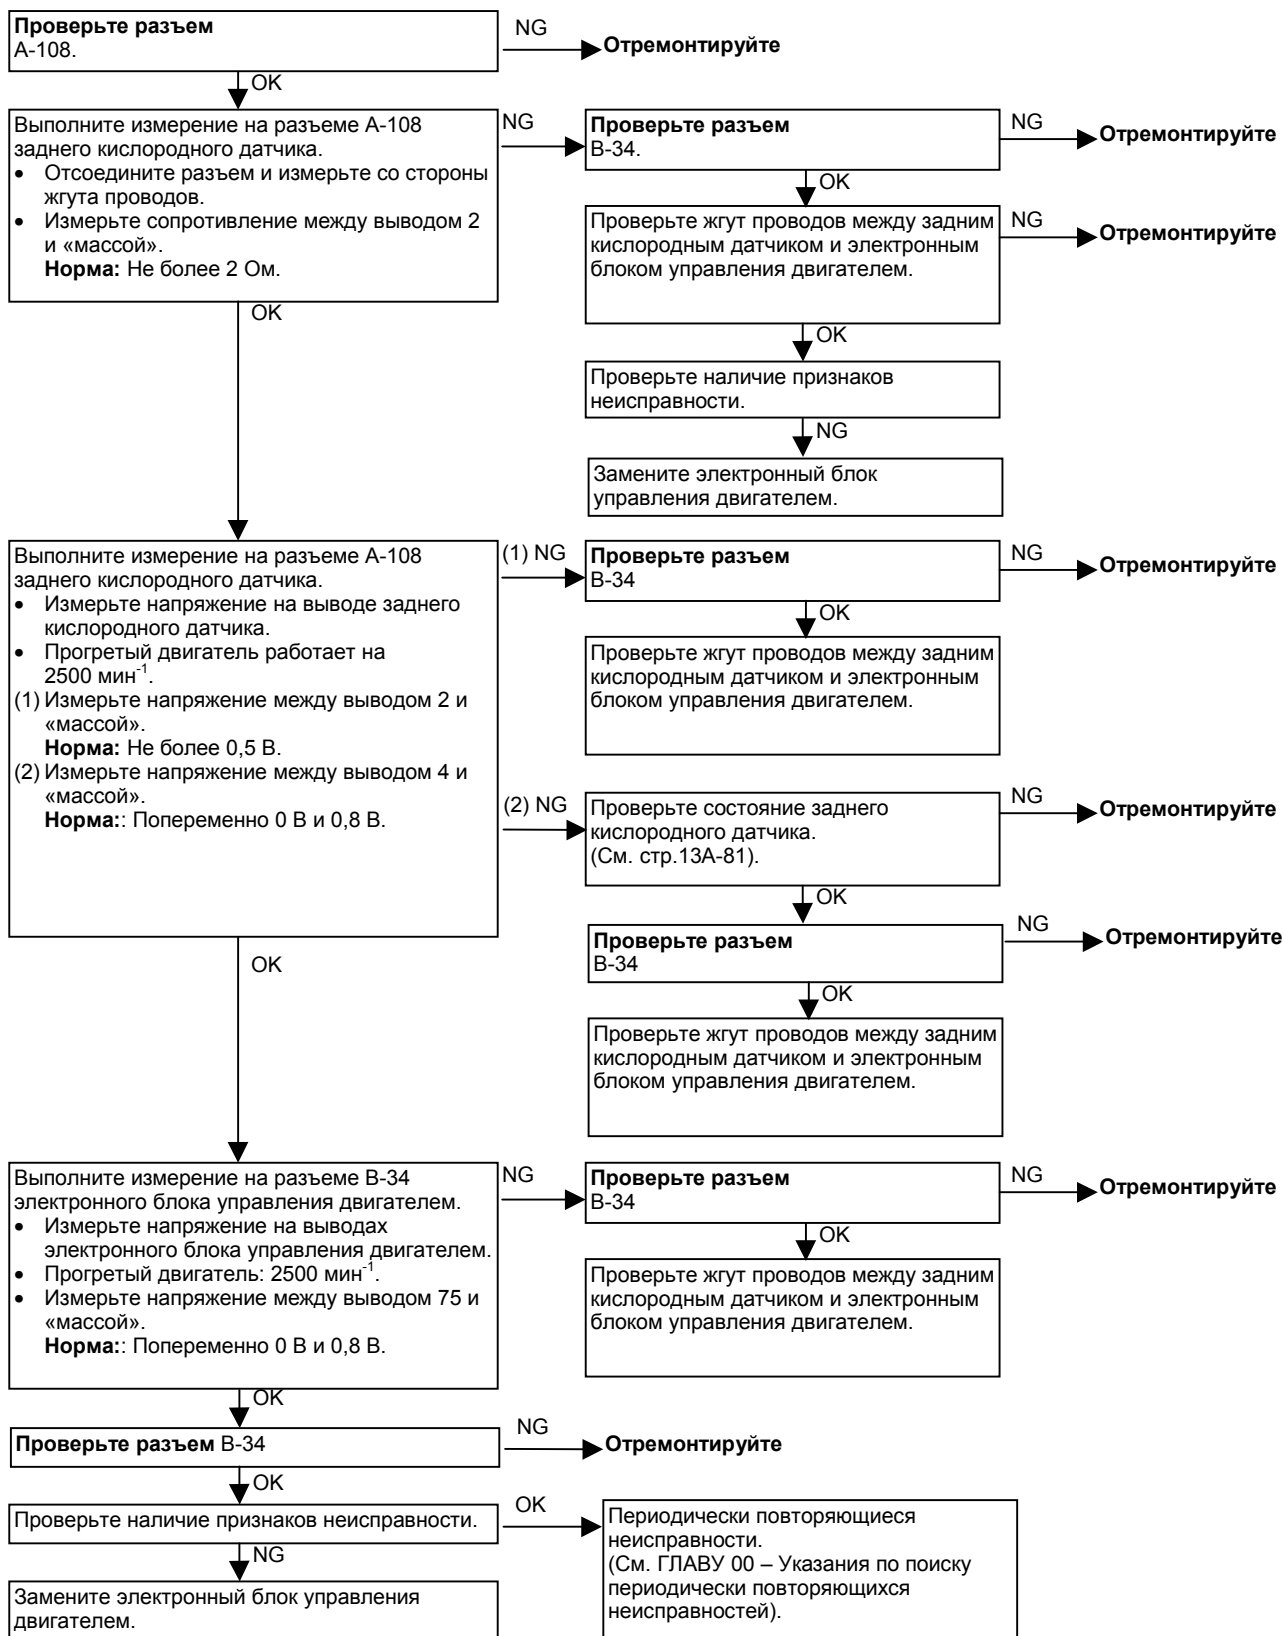 Проверьте разъем
А-108.
NG
Отремонтируйте
OK
Выполните измерение на разъеме А-108
заднего кислородного датчика.
• Отсоедините разъем и измерьте со стороны
жгута проводов.
• Измерьте сопротивление между выводом 2
и «массой».
Норма: Не более 2 Ом.
NG
Проверьте разъем
В-34.
NG
Отремонтируйте
OK
Проверьте жгут проводов между задним
кислородным датчиком и электронным
блоком управления двигателем.
NG
Отремонтируйте
OK
Проверьте наличие признаков
неисправности.
NG
Замените электронный блок
управления двигателем.
OK
Выполните измерение на разъеме А-108
заднего кислородного датчика.
• Измерьте напряжение на выводе заднего
кислородного датчика.
• Прогретый двигатель работает на
2500 мин⁻¹.
(1) Измерьте напряжение между выводом 2 и
«массой».
Норма: Не более 0,5 В.
(2) Измерьте напряжение между выводом 4 и
«массой».
Норма:: Попеременно 0 В и 0,8 В.
(1) NG
Проверьте разъем
В-34
NG
Отремонтируйте
OK
Проверьте жгут проводов между задним
кислородным датчиком и электронным
блоком управления двигателем.
(2) NG
Проверьте состояние заднего
кислородного датчика.
(См. стр.13А-81).
NG
Отремонтируйте
OK
Проверьте разъем
В-34
NG
Отремонтируйте
OK
Проверьте жгут проводов между задним
кислородным датчиком и электронным
блоком управления двигателем.
OK
Выполните измерение на разъеме В-34
электронного блока управления двигателем.
• Измерьте напряжение на выводах
электронного блока управления двигателем.
• Прогретый двигатель: 2500 мин⁻¹.
• Измерьте напряжение между выводом 75 и
«массой».
Норма:: Попеременно 0 В и 0,8 В.
NG
Проверьте разъем
В-34
NG
Отремонтируйте
OK
Проверьте жгут проводов между задним
кислородным датчиком и электронным
блоком управления двигателем.
OK
Проверьте разъем В-34
NG
Отремонтируйте
OK
Проверьте наличие признаков неисправности.
OK
Периодически повторяющиеся
неисправности.
(См. ГЛАВУ 00 – Указания по поиску
периодически повторяющихся
неисправностей).
NG
Замените электронный блок управления
двигателем.